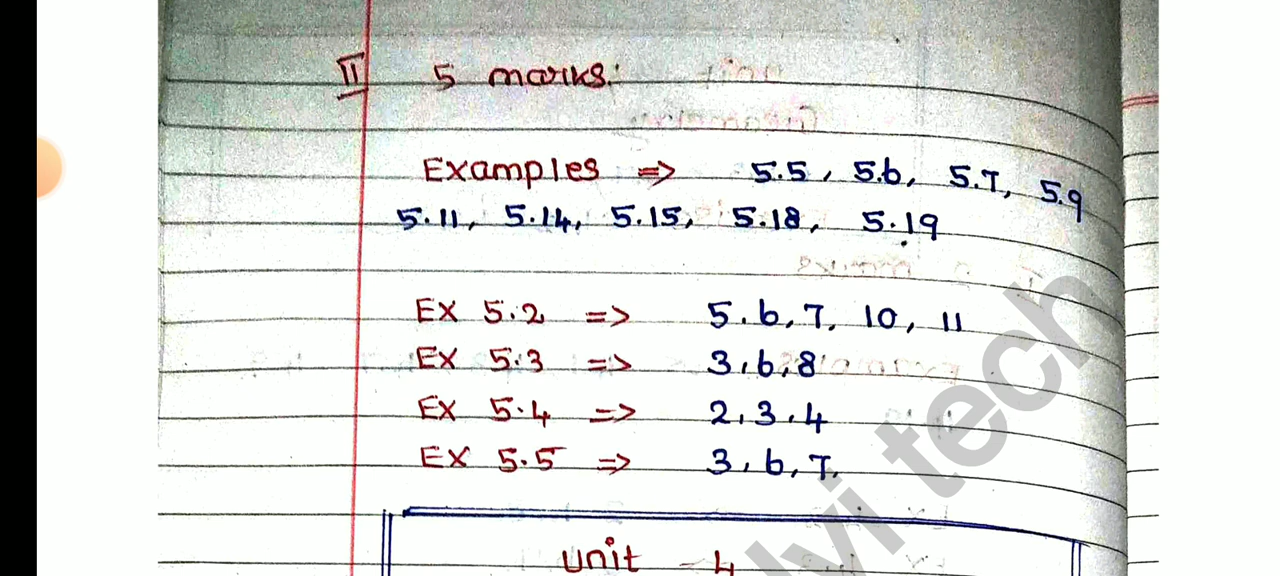 II 5 marks:
Examples => 5.5, 5.6, 5.7, 5.9
5.11, 5.14, 5.15, 5.18, 5.19
EX 5.2 => 5,6,7, 10, 11
EX 5.3 => 3,6,8
EX 5.4 => 2,3,4
EX 5.5 => 3,6,7.
unit - 4
vi tech